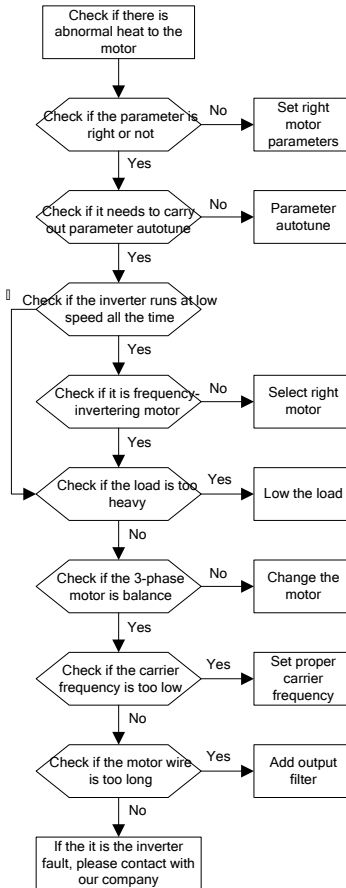 Check if there is
abnormal heat to the
motor
Check if the parameter is
right or not
No
Set right
motor
parameters
Yes
Check if it needs to carry
out parameter autotune
No
Parameter
autotune
Yes
Check if the inverter runs at low
speed all the time
Yes
Check if it is frequency-
invertering motor
No
Select right
motor
Yes
Check if the load is too
heavy
Yes
Low the load
No
Check if the 3-phase
motor is balance
No
Change the
motor
Yes
Check if the carrier
frequency is too low
Yes
Set proper
carrier
frequency
No
Check if the motor wire
is too long
Yes
Add output
filter
No
If the it is the inverter
fault, please contact with
our company